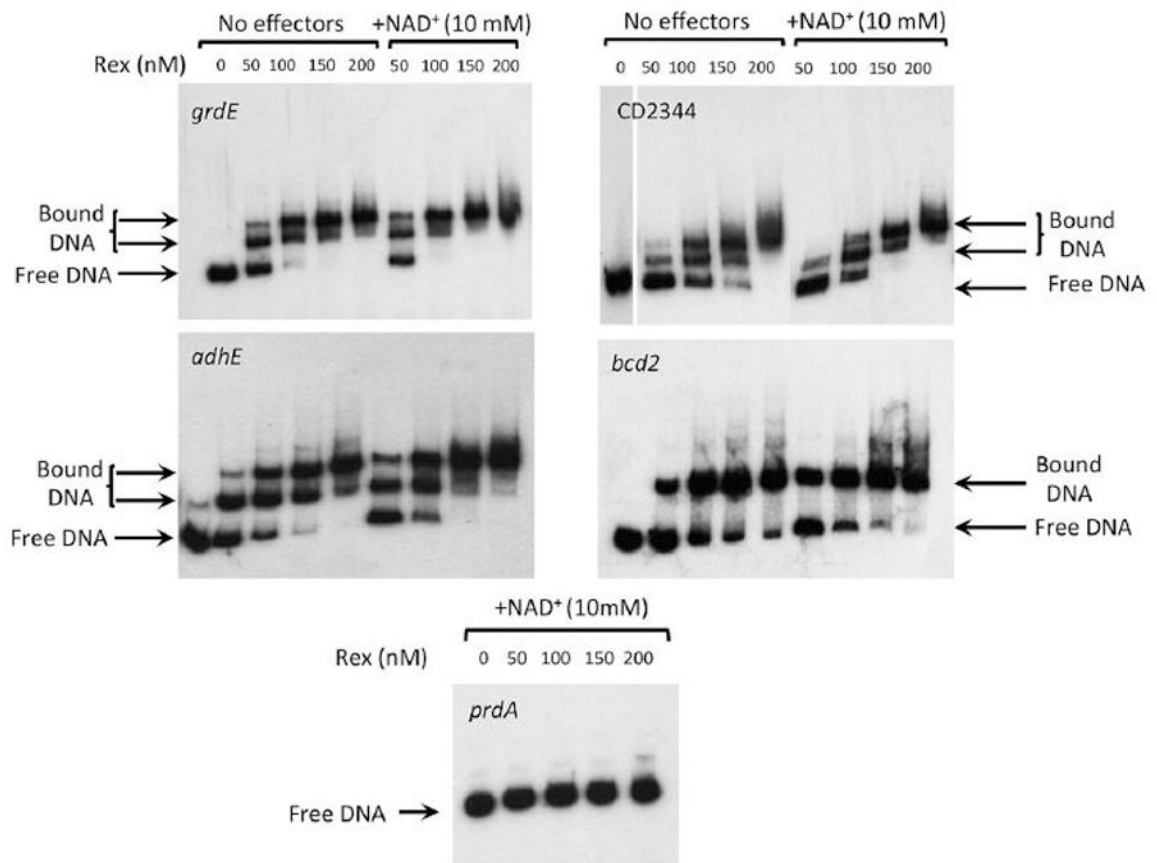 No effectors +NAD⁺ (10 mM)
Rex (nM) 0 50 100 150 200 50 100 150 200
grdE
Bound
DNA
Free DNA
No effectors +NAD⁺ (10 mM)
0 50 100 150 200 50 100 150 200
CD2344
Bound
DNA
Free DNA
adhE
Bound
DNA
Free DNA
bcd2
Bound
DNA
Free DNA
+NAD⁺ (10mM)
Rex (nM) 0 50 100 150 200
prdA
Free DNA